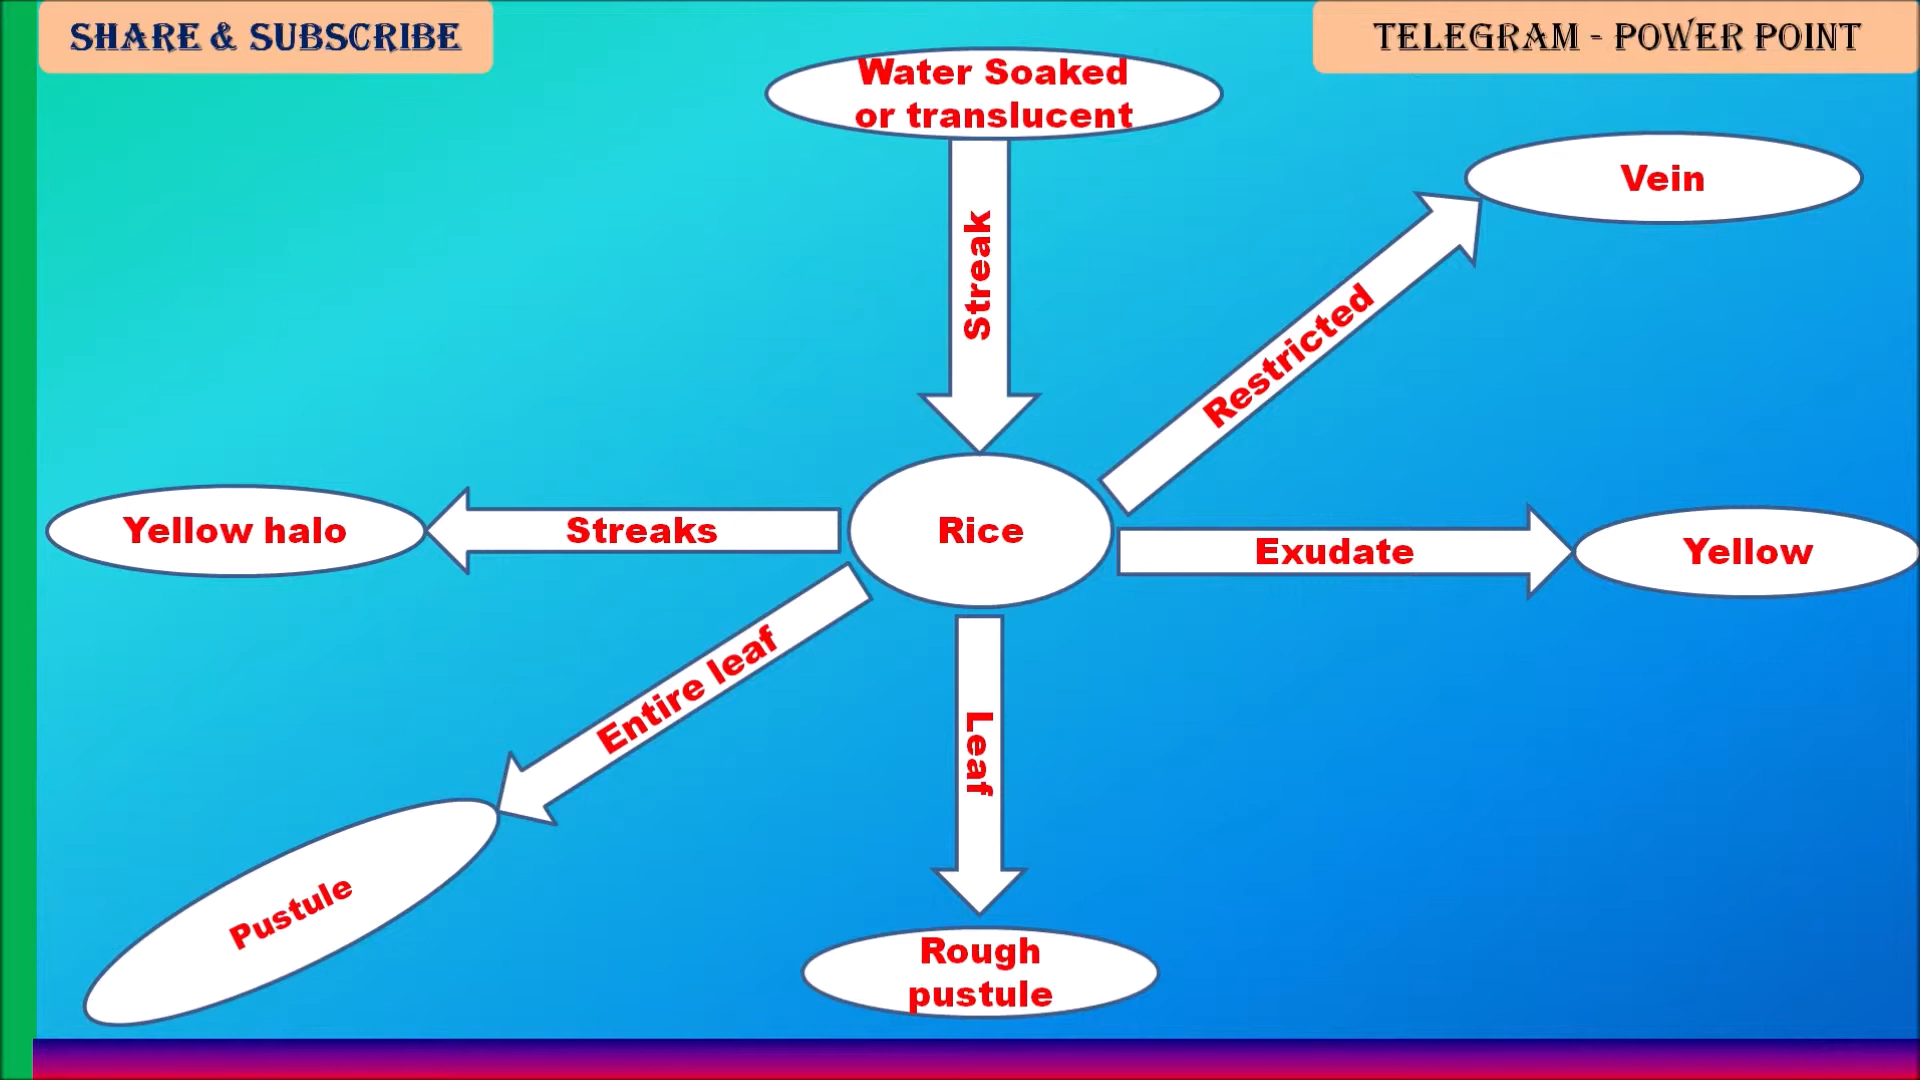 SHARE & SUBSCRIBE
TELEGRAM - POWER POINT
Water Soaked
or translucent
Vein
Streak
Restricted
Yellow halo
Streaks
Rice
Exudate
Yellow
Entire leaf
Leaf
Pustule
Rough
pustule